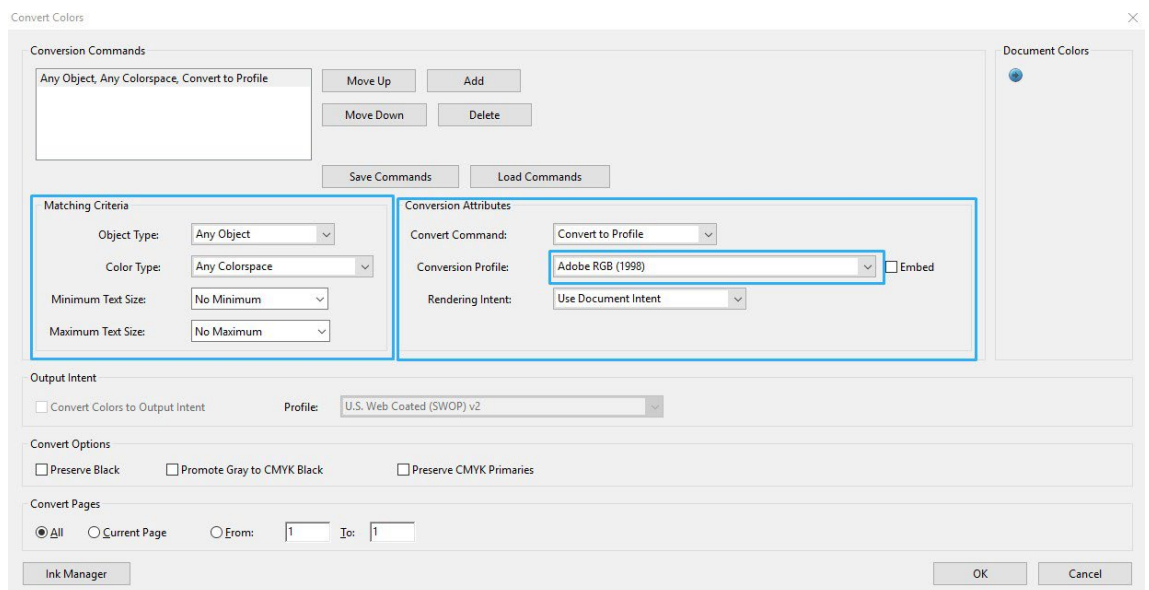 Convert Colors
Conversion Commands
Document Colors
Any Object, Any Colorspace, Convert to Profile
Move Up
Add
Move Down
Delete
Save Commands
Load Commands
Matching Criteria
Object Type: Any Object
Color Type: Any Colorspace
Minimum Text Size: No Minimum
Maximum Text Size: No Maximum
Conversion Attributes
Convert Command: Convert to Profile
Conversion Profile: Adobe RGB (1998) Embed
Rendering Intent: Use Document Intent
Output Intent
Convert Colors to Output Intent Profile: U.S. Web Coated (SWOP) v2
Convert Options
Preserve Black Promote Gray to CMYK Black Preserve CMYK Primaries
Convert Pages
All Current Page From: 1 To: 1
Ink Manager OK Cancel